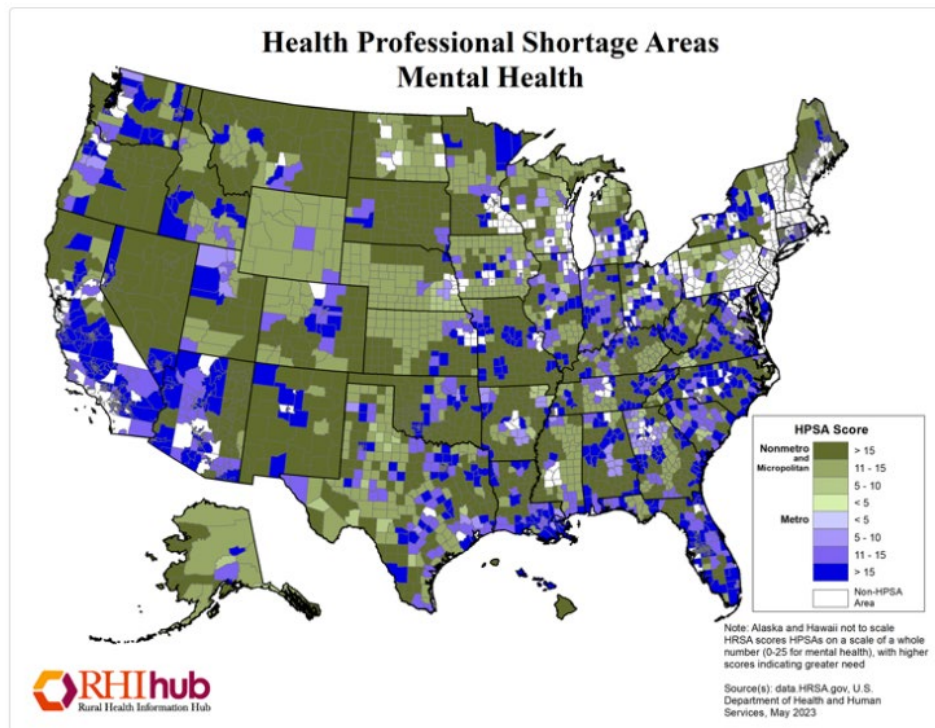 Health Professional Shortage Areas
Mental Health
HPSA Score
Nonmetro
and
Micropolitan
> 15
11 - 15
5 - 10
< 5
Metro
< 5
5 - 10
11 - 15
> 15
Non-HPSA
Area
Note: Alaska and Hawaii not to scale
HRSA scores HPSAs on a scale of a whole
number (0-25 for mental health), with higher
scores indicating greater need
Source(s): data.HRSA.gov, U.S.
Department of Health and Human
Services, May 2023
RHIhub
Rural Health Information Hub